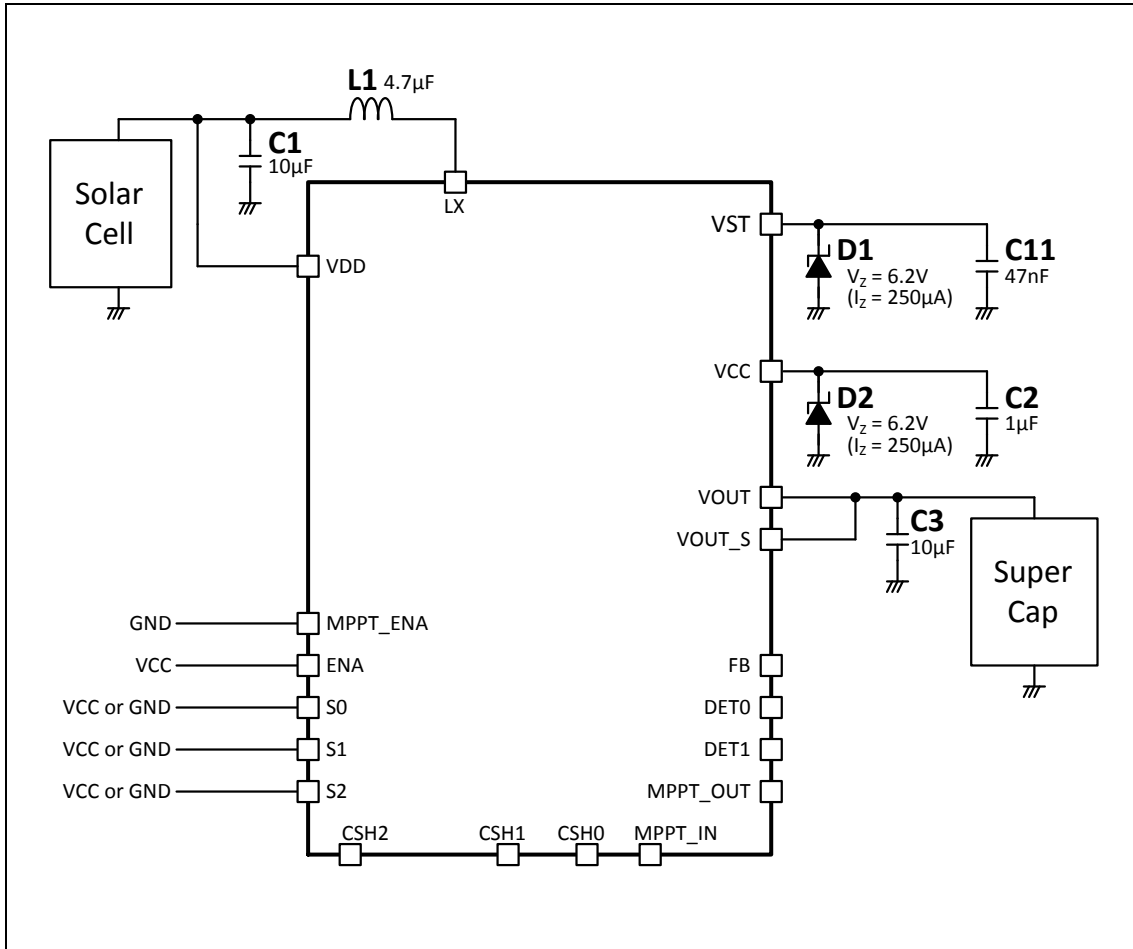 L1 4.7µF
C1
10µF
Solar
Cell
LX
VST
D1
VZ = 6.2V
(IZ = 250µA)
C11
47nF
VDD
VCC
D2
VZ = 6.2V
(IZ = 250µA)
C2
1µF
VOUT
C3
10µF
VOUT_S
Super
Cap
GND
MPPT_ENA
VCC
ENA
FB
VCC or GND
S0
DET0
VCC or GND
S1
DET1
VCC or GND
S2
MPPT_OUT
CSH2
CSH1
CSH0
MPPT_IN